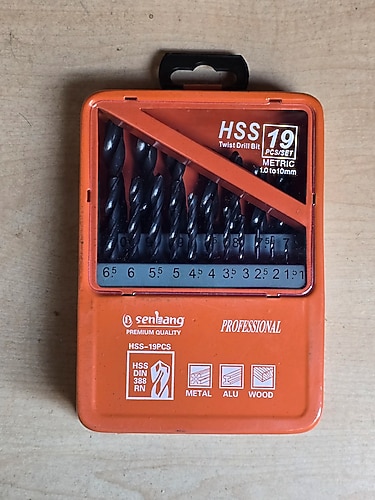 HSS 19
Twist Drill Bit PCS/SET
METRIC
1.0 to 10mm
6.5 6 5.5 5 4.5 4 3.5 3 2.5 2 1.5 1
senbang
PREMIUM QUALITY
PROFESSIONAL
HSS-19PCS
HSS
DIN
388
RN
METAL ALU WOOD